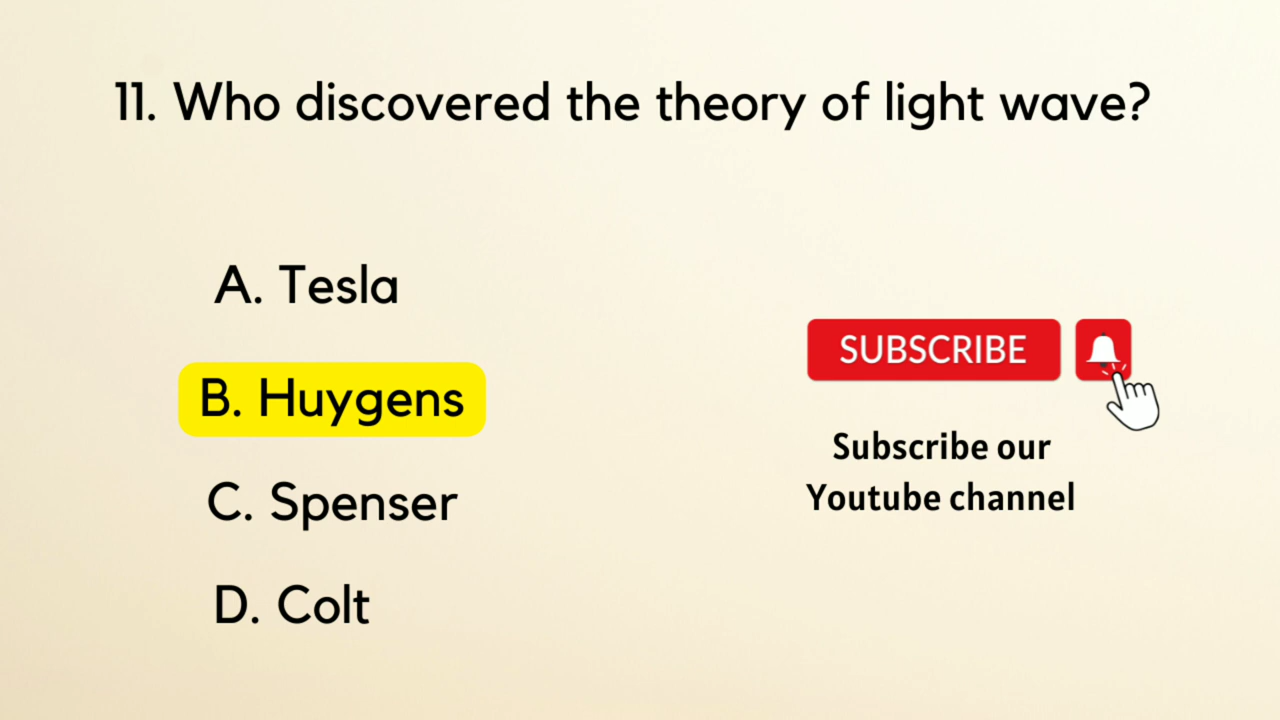 11. Who discovered the theory of light wave?
A. Tesla
B. Huygens
C. Spenser
D. Colt
SUBSCRIBE
Subscribe our
Youtube channel